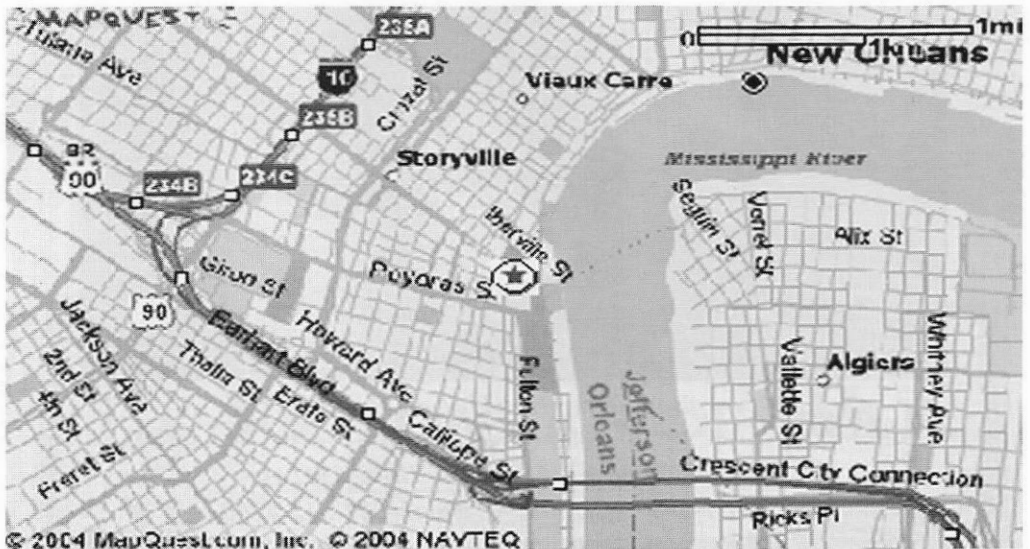 MAPQUEST
Tulane Ave
235A
0
1mi
New Orleans
10
Viaux Carre
235B
Storyville
Mississippi River
BR
90
234B
234C
Iberville St
Seguin St
Verret St
Alix St
Girod St
Poydras St
90
Earhart Blvd
Howard Ave
Jackson Ave
2nd St
4th St
Thalia St
Erato St
Freret St
Calliope St
Fulton St
Orleans
Jefferson
Vallette St
Algiers
Whitney Ave
Crescent City Connection
Ricks Pl
© 2004 MapQuest.com, Inc. © 2004 NAVTEQ